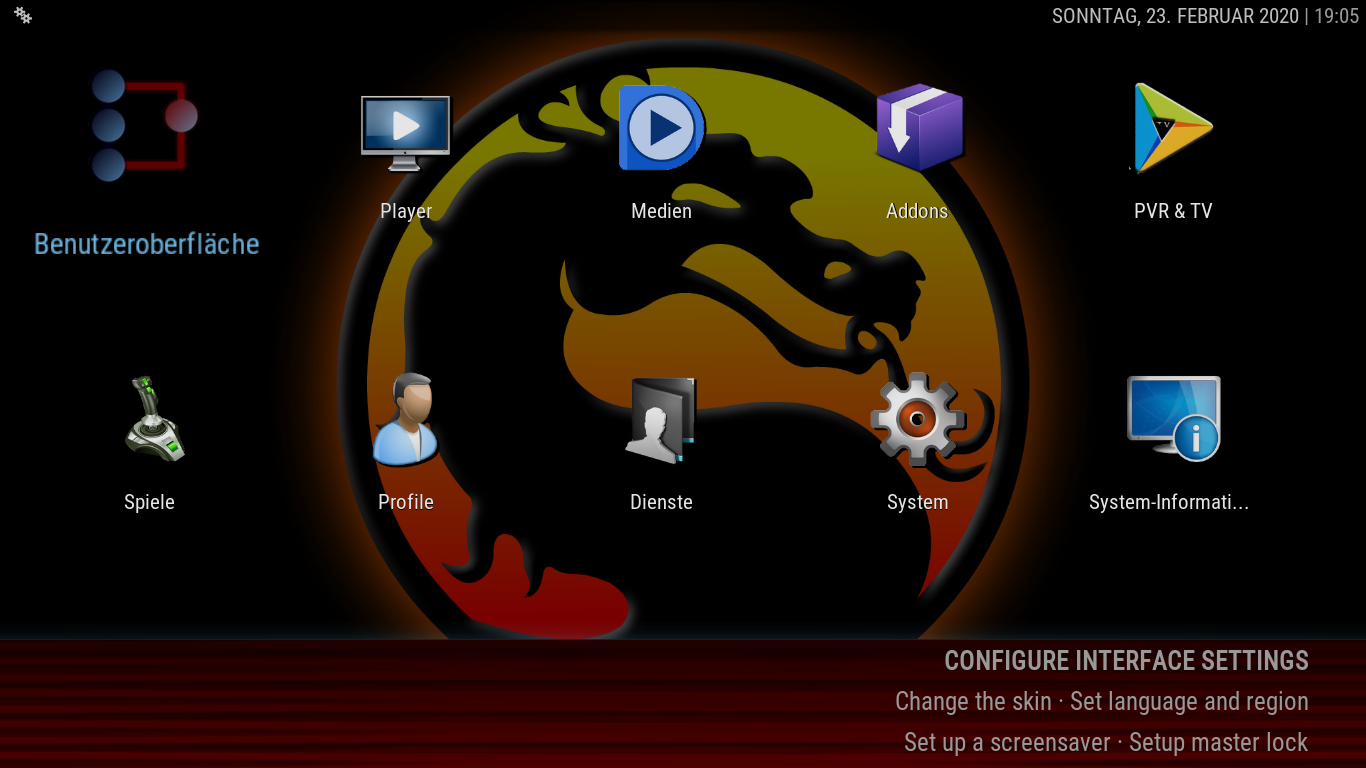 SONNTAG, 23. FEBRUAR 2020 | 19:05
TV
Player
Medien
Addons
PVR & TV
Benutzeroberfläche
Spiele
Profile
Dienste
System
System-Informati...
CONFIGURE INTERFACE SETTINGS
Change the skin · Set language and region
Set up a screensaver · Setup master lock